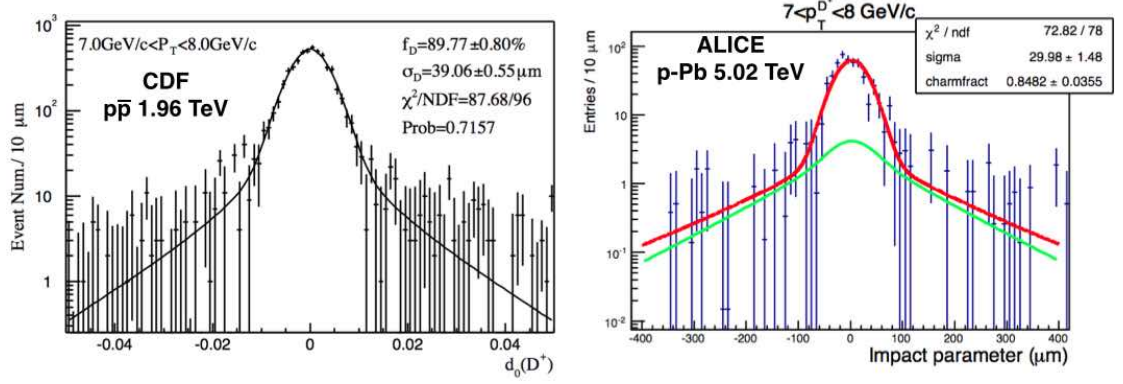 7.0GeV/c<P_T<8.0GeV/c
CDF
pp̅ 1.96 TeV
f_D=89.77±0.80%
σ_D=39.06±0.55μm
χ²/NDF=87.68/96
Prob=0.7157
Event Num./ 10 μm
10³
10²
10
1
-0.04 -0.02 0 0.02 0.04
d₀(D⁺)
7<p_T^{D⁺}<8 GeV/c
ALICE
p-Pb 5.02 TeV
χ² / ndf 72.82 / 78
sigma 29.98 ± 1.48
charmfract 0.8482 ± 0.0355
Entries / 10 μm
10²
10
1
10⁻¹
10⁻²
-400 -300 -200 -100 0 100 200 300 400
Impact parameter (μm)